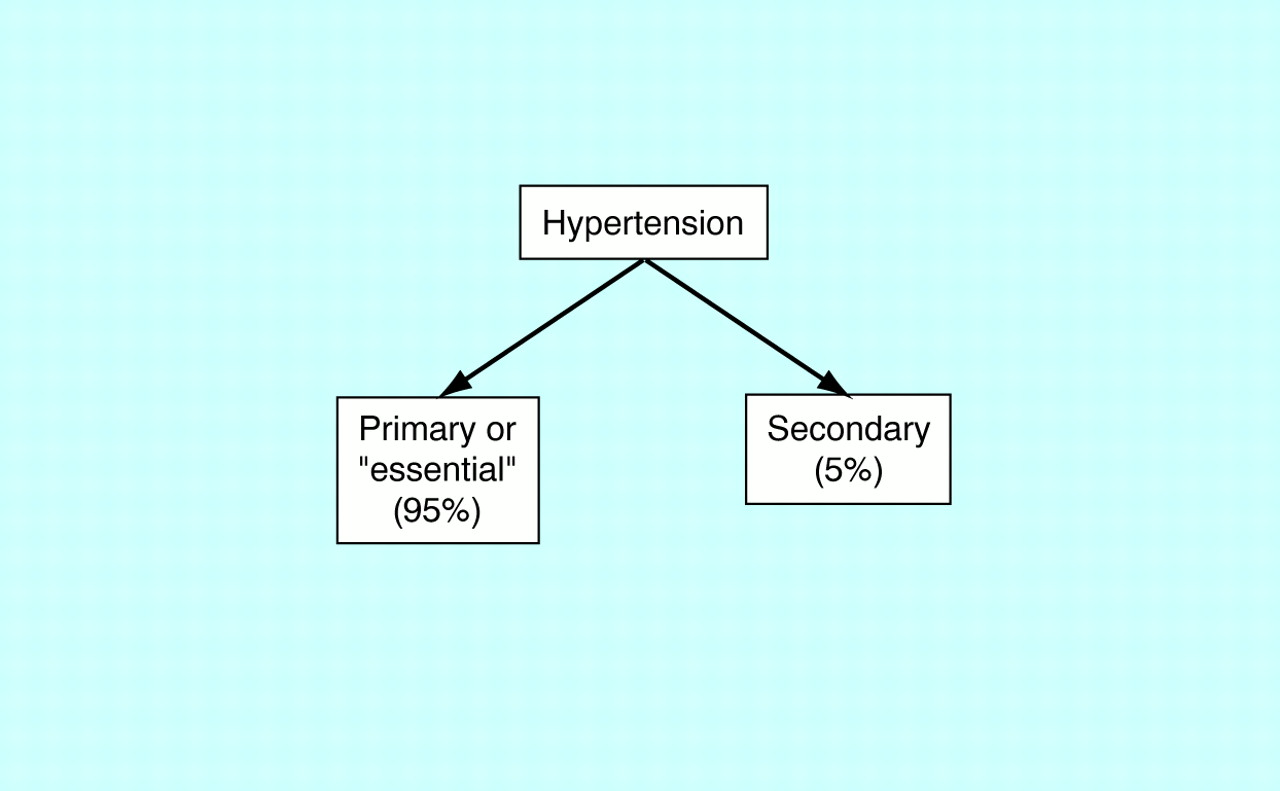 Hypertension
Primary or
"essential"
(95%)
Secondary
(5%)